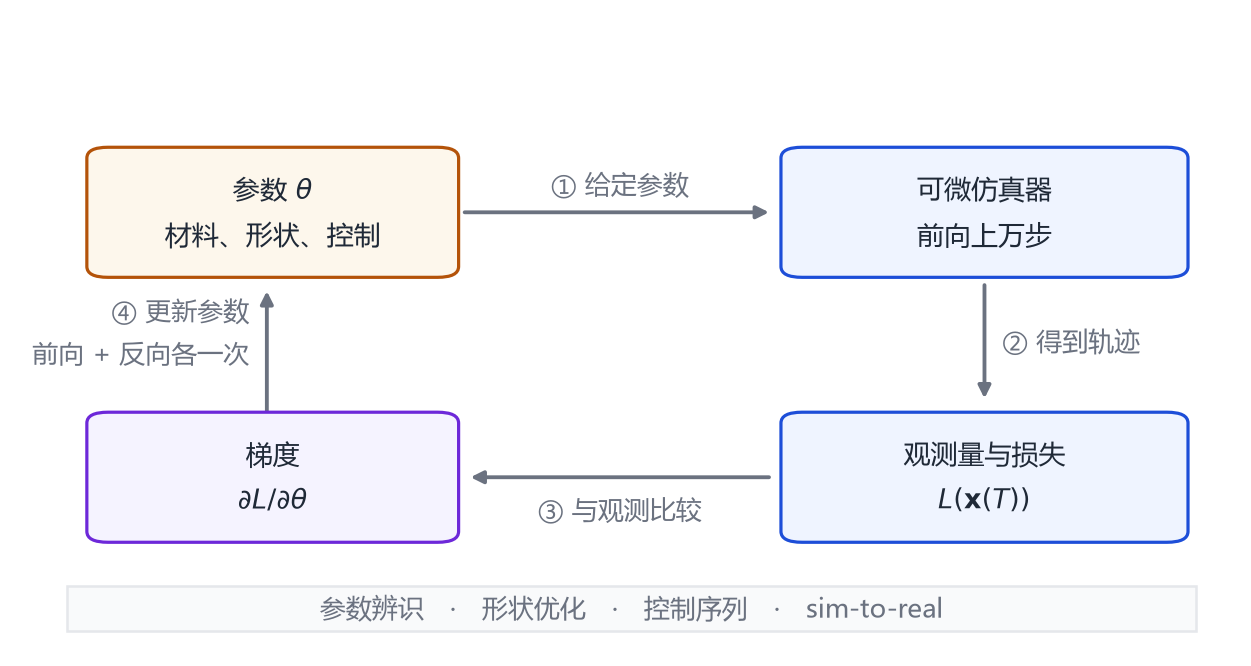 参数 θ
材料、形状、控制
① 给定参数
可微仿真器
前向上万步
④ 更新参数
前向 + 反向各一次
② 得到轨迹
梯度
∂L/∂θ
③ 与观测比较
观测量与损失
L(x(T))
参数辨识 · 形状优化 · 控制序列 · sim-to-real